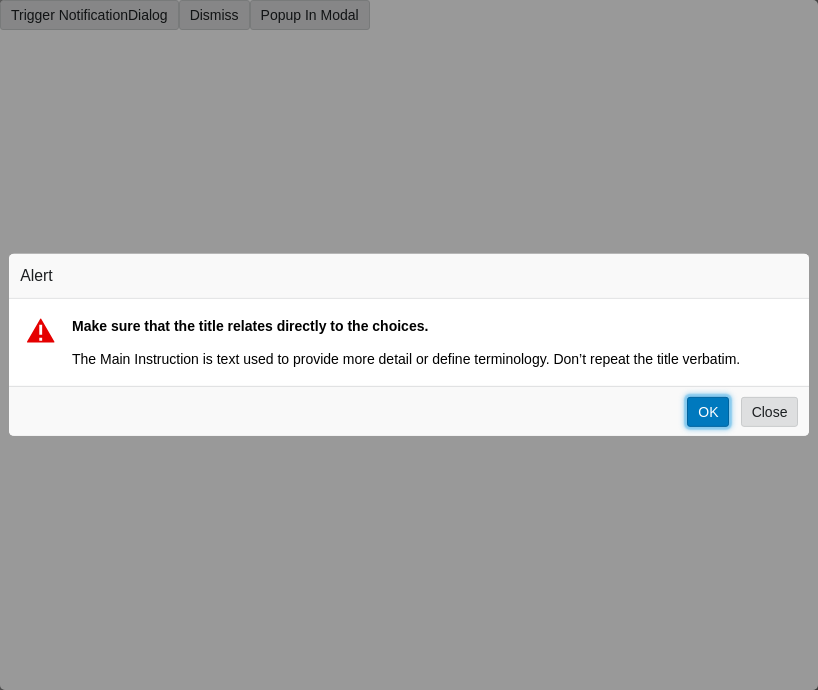 Trigger NotificationDialog Dismiss Popup In Modal
Alert
Make sure that the title relates directly to the choices.
The Main Instruction is text used to provide more detail or define terminology. Don’t repeat the title verbatim.
OK Close